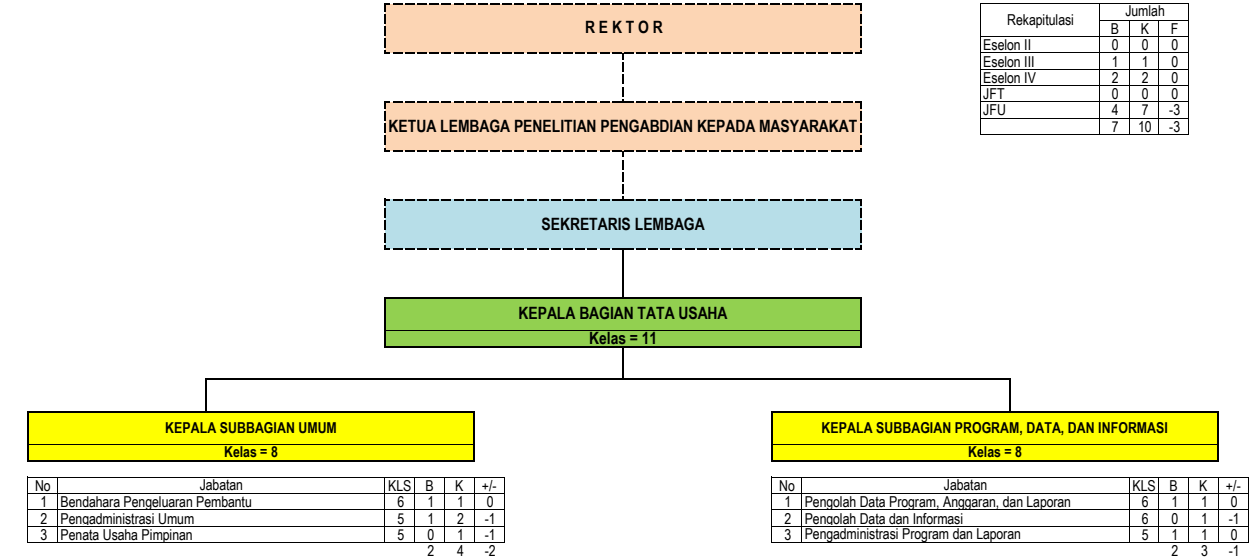 R E K T O R
KETUA LEMBAGA PENELITIAN PENGABDIAN KEPADA MASYARAKAT
SEKRETARIS LEMBAGA
KEPALA BAGIAN TATA USAHA
Kelas = 11
Rekapitulasi Jumlah
B K F
Eselon II 0 0 0
Eselon III 1 1 0
Eselon IV 2 2 0
JFT 0 0 0
JFU 4 7 -3
7 10 -3
KEPALA SUBBAGIAN UMUM
Kelas = 8
No Jabatan KLS B K +/-
1 Bendahara Pengeluaran Pembantu 6 1 1 0
2 Pengadministrasi Umum 5 1 2 -1
3 Penata Usaha Pimpinan 5 0 1 -1
2 4 -2
KEPALA SUBBAGIAN PROGRAM, DATA, DAN INFORMASI
Kelas = 8
No Jabatan KLS B K +/-
1 Pengolah Data Program, Anggaran, dan Laporan 6 1 1 0
2 Pengolah Data dan Informasi 6 0 1 -1
3 Pengadministrasi Program dan Laporan 5 1 1 0
2 3 -1